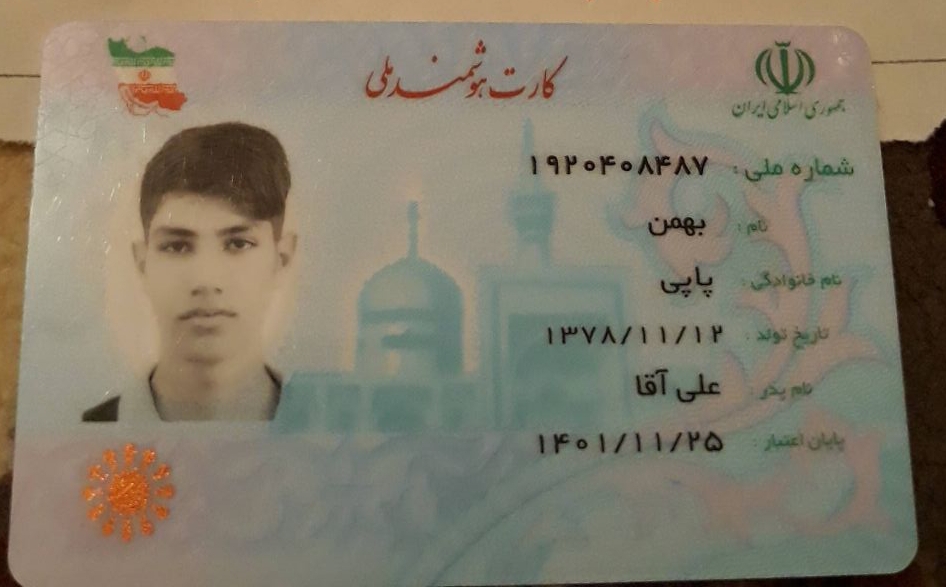 کارت هوشمند ملی
جمهوری اسلامی ایران
شماره ملی: ۱۹۲۰۴۰۸۴۸۷
نام: بهمن
نام خانوادگی: پاپی
تاریخ تولد: ۱۳۷۸/۱۱/۱۲
نام پدر: علی آقا
پایان اعتبار: ۱۴۰۱/۱۱/۲۵